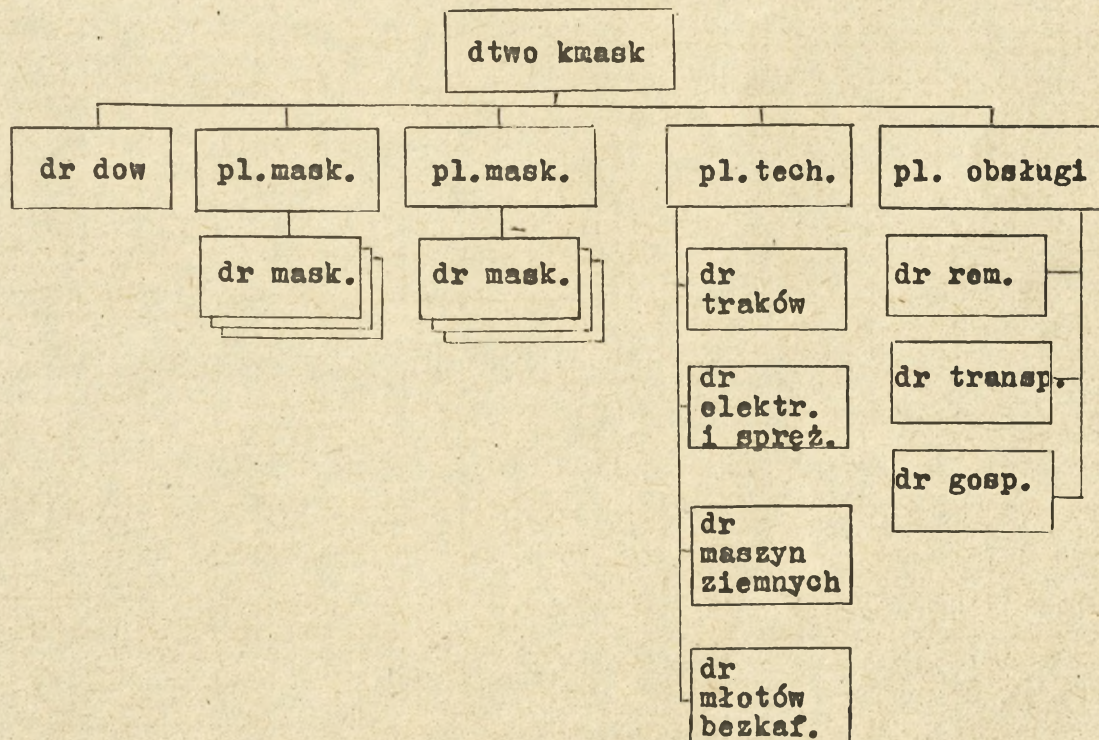 dtwo kmask
dr dow
pl.mask.
pl.mask.
pl.tech.
pl. obsługi
dr mask.
dr mask.
dr
traków
dr
elektr.
i spręż.
dr
maszyn
ziemnych
dr
młotów
bezkaf.
dr rem.
dr transp.
dr gosp.